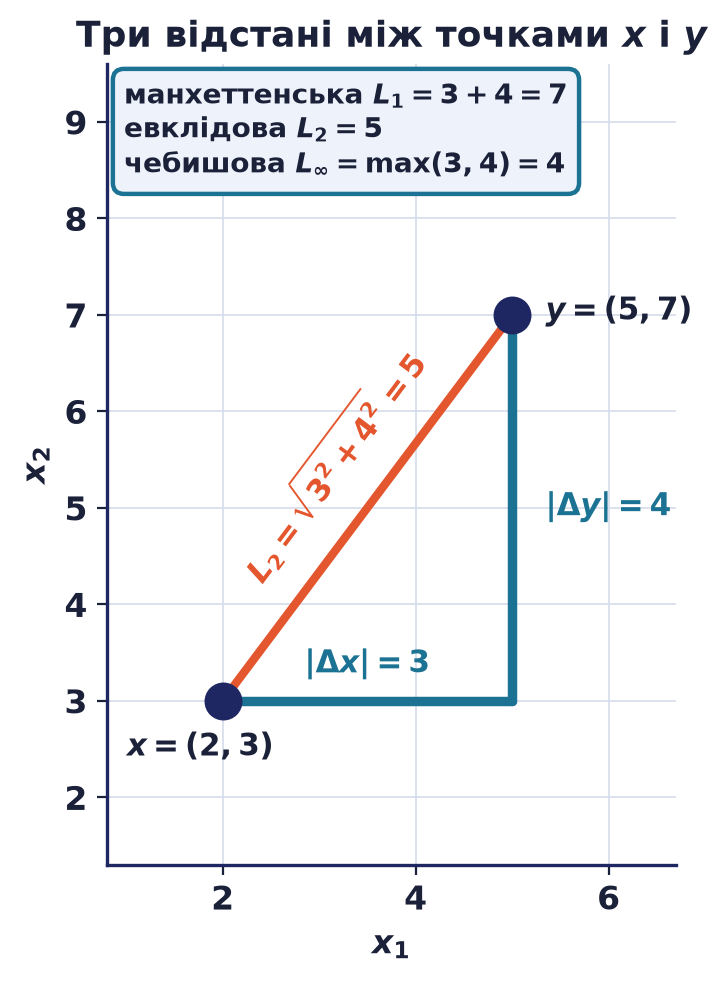 Три відстані між точками x і y
манхеттенська L₁ = 3 + 4 = 7
евклідова L₂ = 5
чебишова L∞ = max(3, 4) = 4
9
8
7
6
5
4
3
2
x₂
y = (5, 7)
L₂ = √3² + 4² = 5
|Δy| = 4
|Δx| = 3
x = (2, 3)
2 4 6
x₁